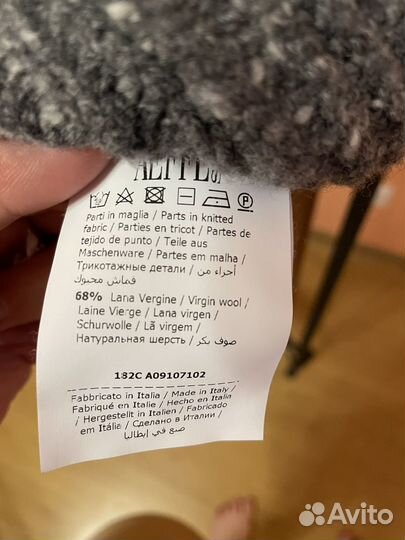 Parti in maglia / Parts in knitted
fabric / Parties en tricot / Partes de
tejido de punto / Teile aus
Maschenware / Partes em malha /
Трикотажные детали / أجزاء من
قماش محبوك
68% Lana Vergine / Virgin wool /
Laine Vierge / Lana virgen /
Schurwolle / Lã virgem /
Натуральная шерсть / صوف بكر
182C A09107102
Fabbricato in Italia / Made in Italy
/ Fabriqué en Italie / Hecho en Italia
/ Hergestellt in Italien / Fabricado
em Itália / Сделано в Италии /
صنع في إيطاليا
Avito